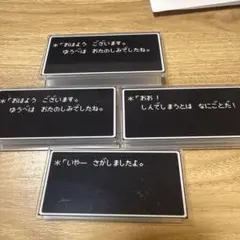 ＊「おはよう　ございます。
　ゆうべは　おたのしみでしたね。
＊「おはよう　ございます。
　ゆうべは　おたのしみでしたね。
＊「おお！
　しんでしまうとは　なにごとだ！
＊「いやー　さがしましたよ。